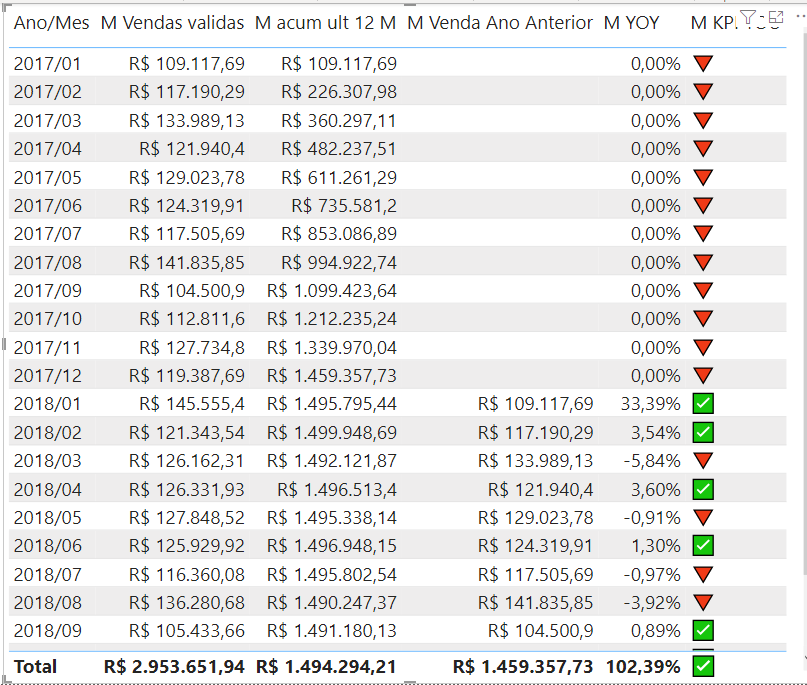 Ano/Mes M Vendas validas M acum ult 12 M M Venda Ano Anterior M YOY M KPI YOY
2017/01 R$ 109.117,69 R$ 109.117,69 0,00%
2017/02 R$ 117.190,29 R$ 226.307,98 0,00%
2017/03 R$ 133.989,13 R$ 360.297,11 0,00%
2017/04 R$ 121.940,4 R$ 482.237,51 0,00%
2017/05 R$ 129.023,78 R$ 611.261,29 0,00%
2017/06 R$ 124.319,91 R$ 735.581,2 0,00%
2017/07 R$ 117.505,69 R$ 853.086,89 0,00%
2017/08 R$ 141.835,85 R$ 994.922,74 0,00%
2017/09 R$ 104.500,9 R$ 1.099.423,64 0,00%
2017/10 R$ 112.811,6 R$ 1.212.235,24 0,00%
2017/11 R$ 127.734,8 R$ 1.339.970,04 0,00%
2017/12 R$ 119.387,69 R$ 1.459.357,73 0,00%
2018/01 R$ 145.555,4 R$ 1.495.795,44 R$ 109.117,69 33,39%
2018/02 R$ 121.343,54 R$ 1.499.948,69 R$ 117.190,29 3,54%
2018/03 R$ 126.162,31 R$ 1.492.121,87 R$ 133.989,13 -5,84%
2018/04 R$ 126.331,93 R$ 1.496.513,4 R$ 121.940,4 3,60%
2018/05 R$ 127.848,52 R$ 1.495.338,14 R$ 129.023,78 -0,91%
2018/06 R$ 125.929,92 R$ 1.496.948,15 R$ 124.319,91 1,30%
2018/07 R$ 116.360,08 R$ 1.495.802,54 R$ 117.505,69 -0,97%
2018/08 R$ 136.280,68 R$ 1.490.247,37 R$ 141.835,85 -3,92%
2018/09 R$ 105.433,66 R$ 1.491.180,13 R$ 104.500,9 0,89%
Total R$ 2.953.651,94 R$ 1.494.294,21 R$ 1.459.357,73 102,39%